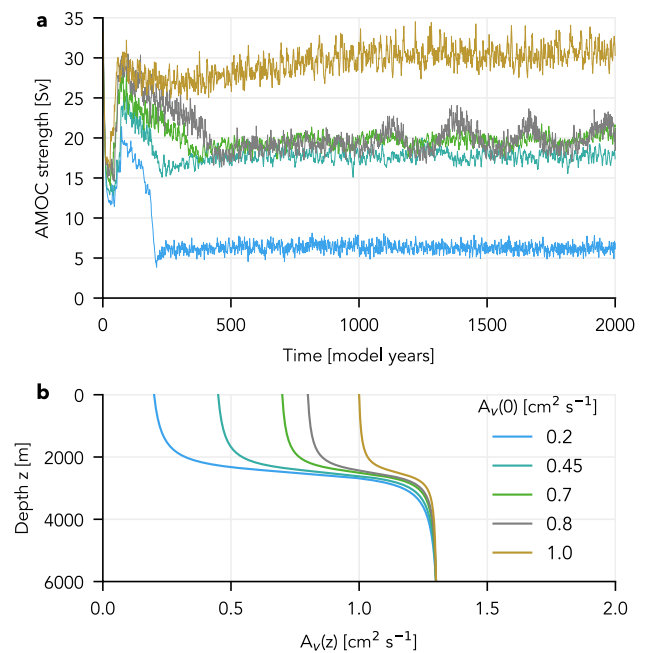 a
35
30
25
20
15
10
5
0
AMOC strength [Sv]
0 500 1000 1500 2000
Time [model years]
b
0
2000
4000
6000
Depth z [m]
A_v(0) [cm² s⁻¹]
0.2
0.45
0.7
0.8
1.0
0.0 0.5 1.0 1.5 2.0
A_v(z) [cm² s⁻¹]